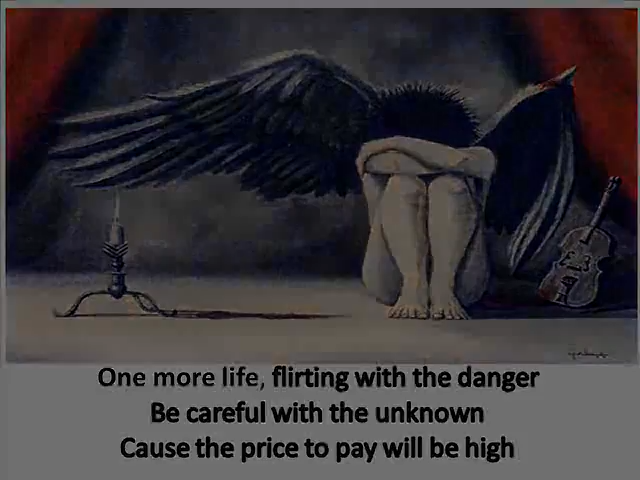 One more life, flirting with the danger
Be careful with the unknown
Cause the price to pay will be high